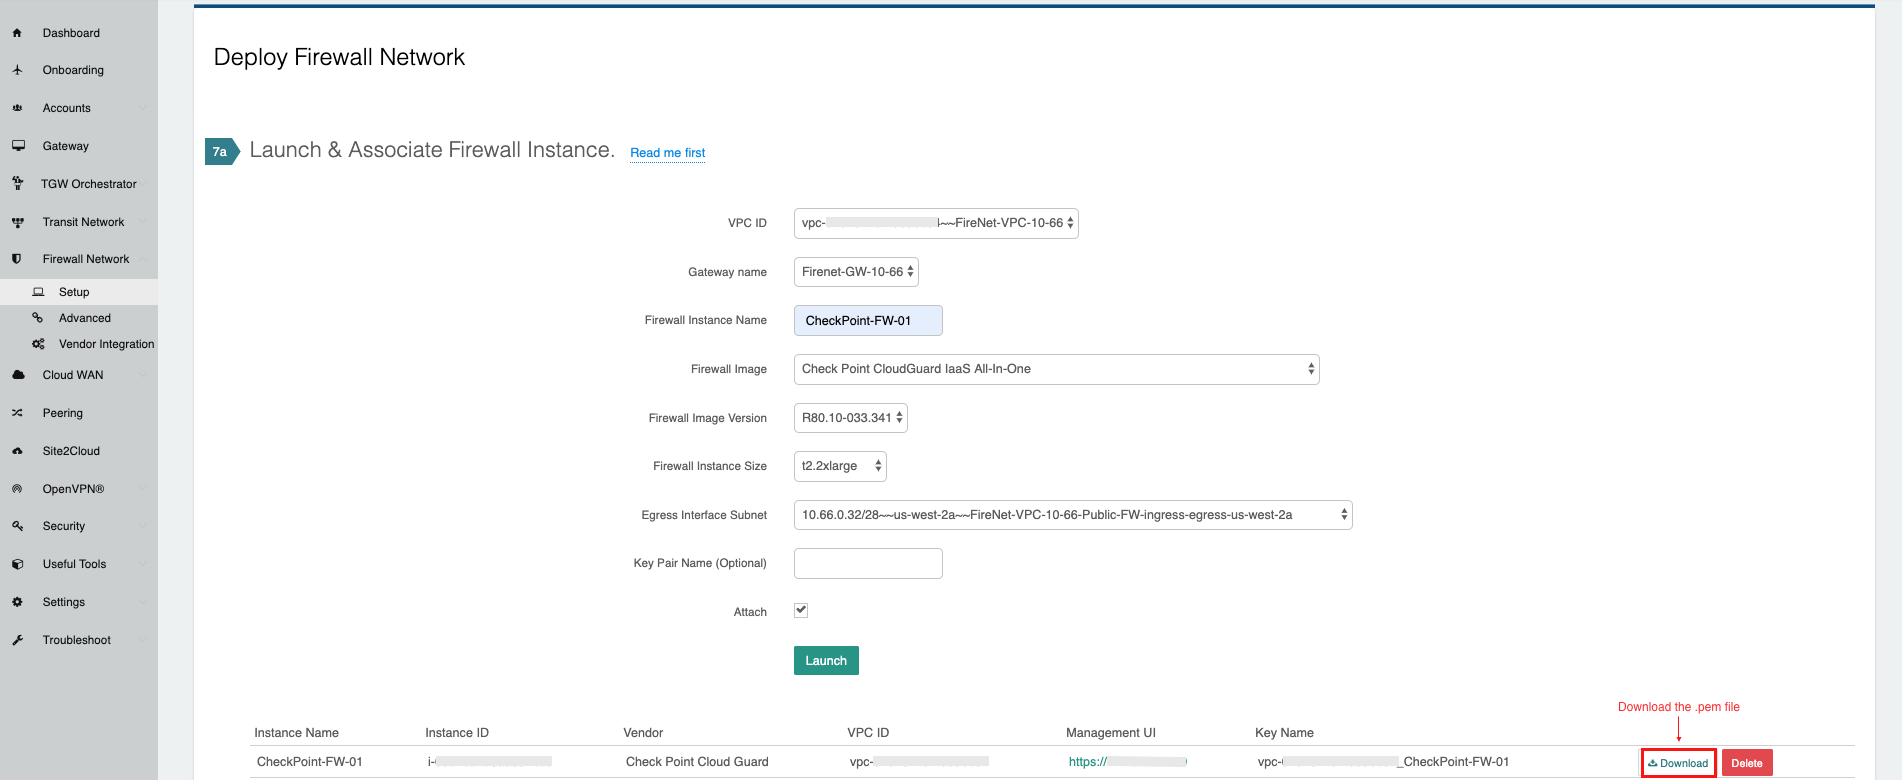 Dashboard
Onboarding
Accounts
Gateway
TGW Orchestrator
Transit Network
Firewall Network
Setup
Advanced
Vendor Integration
Cloud WAN
Peering
Site2Cloud
OpenVPN®
Security
Useful Tools
Settings
Troubleshoot
Deploy Firewall Network
7a Launch & Associate Firewall Instance. Read me first
VPC ID vpc- ~~FireNet-VPC-10-66
Gateway name Firenet-GW-10-66
Firewall Instance Name CheckPoint-FW-01
Firewall Image Check Point CloudGuard IaaS All-In-One
Firewall Image Version R80.10-033.341
Firewall Instance Size t2.2xlarge
Egress Interface Subnet 10.66.0.32/28~~us-west-2a~~FireNet-VPC-10-66-Public-FW-ingress-egress-us-west-2a
Key Pair Name (Optional)
Attach
Launch
Download the .pem file
Instance Name Instance ID Vendor VPC ID Management UI Key Name
CheckPoint-FW-01 i- Check Point Cloud Guard vpc- https:// vpc- _CheckPoint-FW-01 Download Delete